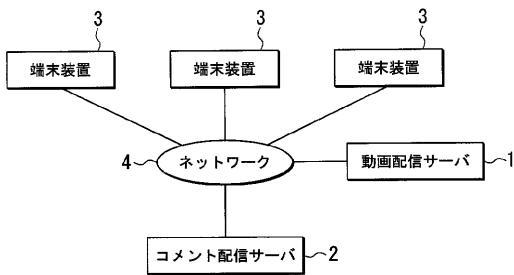 3
3
3
端末装置
端末装置
端末装置
4
ネットワーク
動画配信サーバ
1
コメント配信サーバ
2